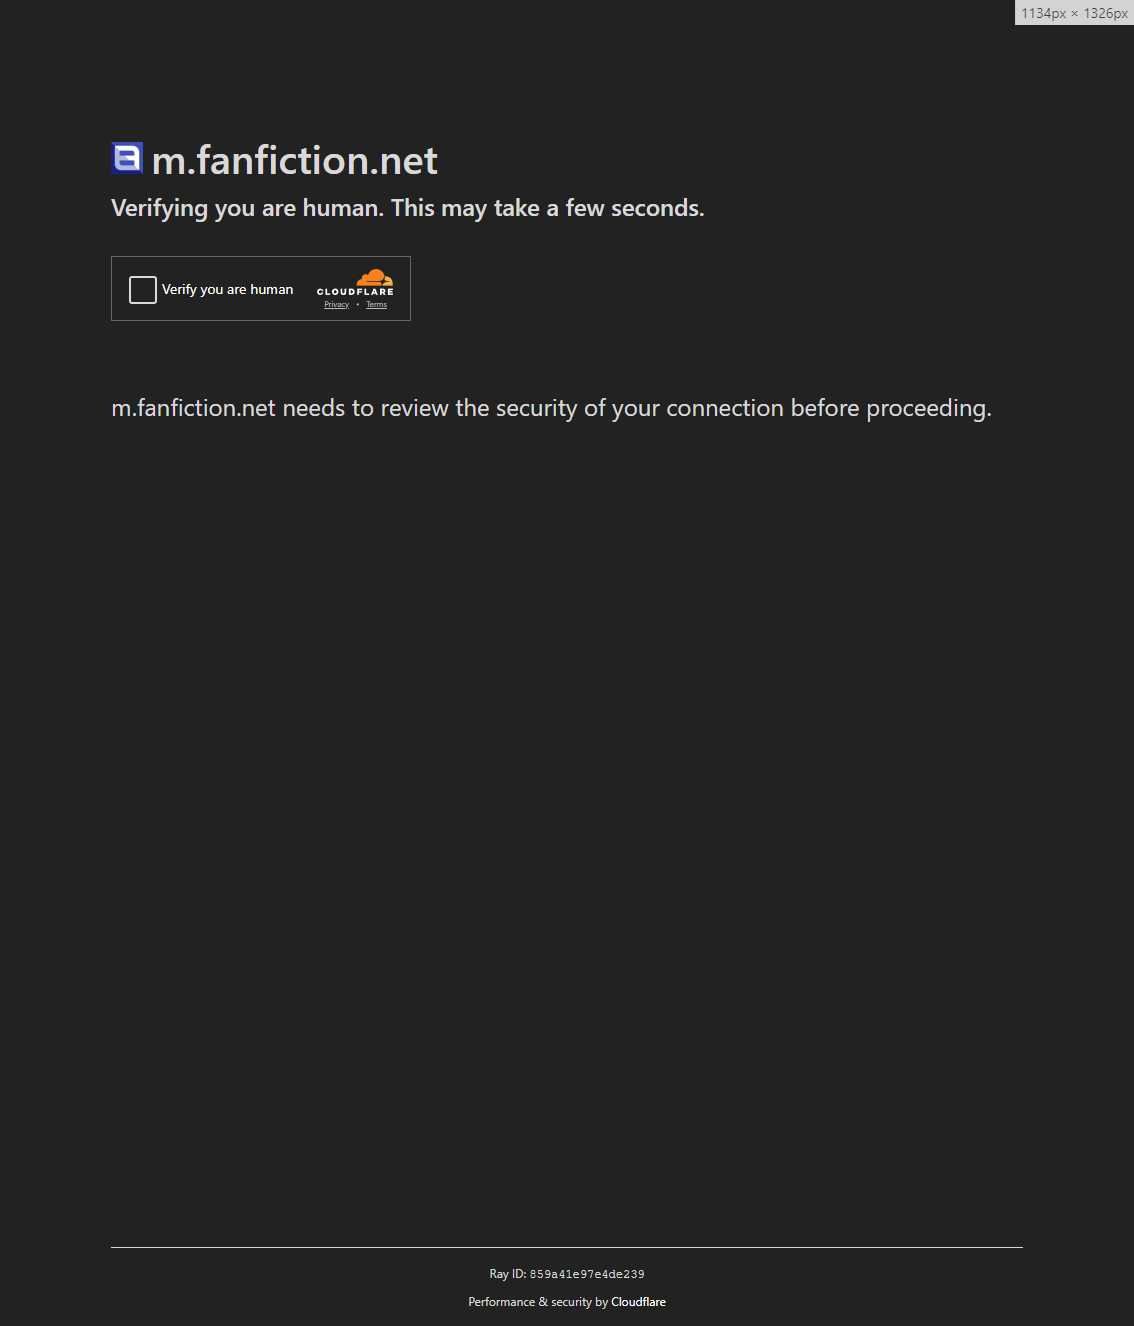 1134px × 1326px
m.fanfiction.net
Verifying you are human. This may take a few seconds.
Verify you are human
CLOUDFLARE
Privacy • Terms
m.fanfiction.net needs to review the security of your connection before proceeding.
Ray ID: 859a41e97e4de239
Performance & security by Cloudflare